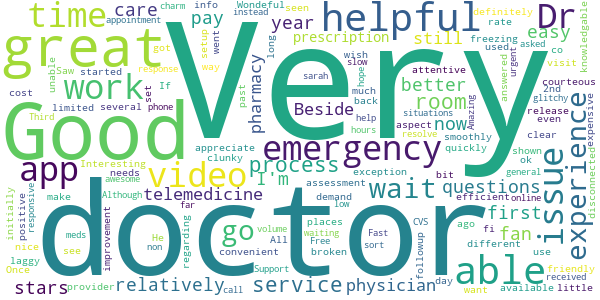 Very
doctor
Good
great
helpful
time
work
emergency
able
app
video
issue
experience
Dr
go
wait
service
care
pay
year
still
easy
prescription
better
room
now
pharmacy
Beside
process
I'm
telemedicine
questions
first
fan
physician
relatively
stars
appointment
charm
Wondeful
instead
info
setup
went
way
got
If
Saw
started
unable
cost
limited
several
phone
response
Third
set
past
long
seen
definitely
rate
freezing
used
urgent
co
visit
knowledgable
asked
answered
attentive
courteous
wish
slow
hope
sarah
much
back
help
hours
situations
resolve
Amazing
2nd
glitchy
aspect
smoothly
quickly
release
even
expensive
clear
shown
ok
general
disconnected
appreciate
clunky
exception
bit
efficient
online
Interesting
needs
awesome
Although
initially
positive
responsive
make
meds
see
nice
laggy
Once
provider
improvement
He
non
regarding
far
convenient
call
assessment
demand
low
volume
places
waiting
All
Free
broken
Support
Fast
sort
CVS
followup
day
ago
fi
different
use
want
available
friendly
received
little